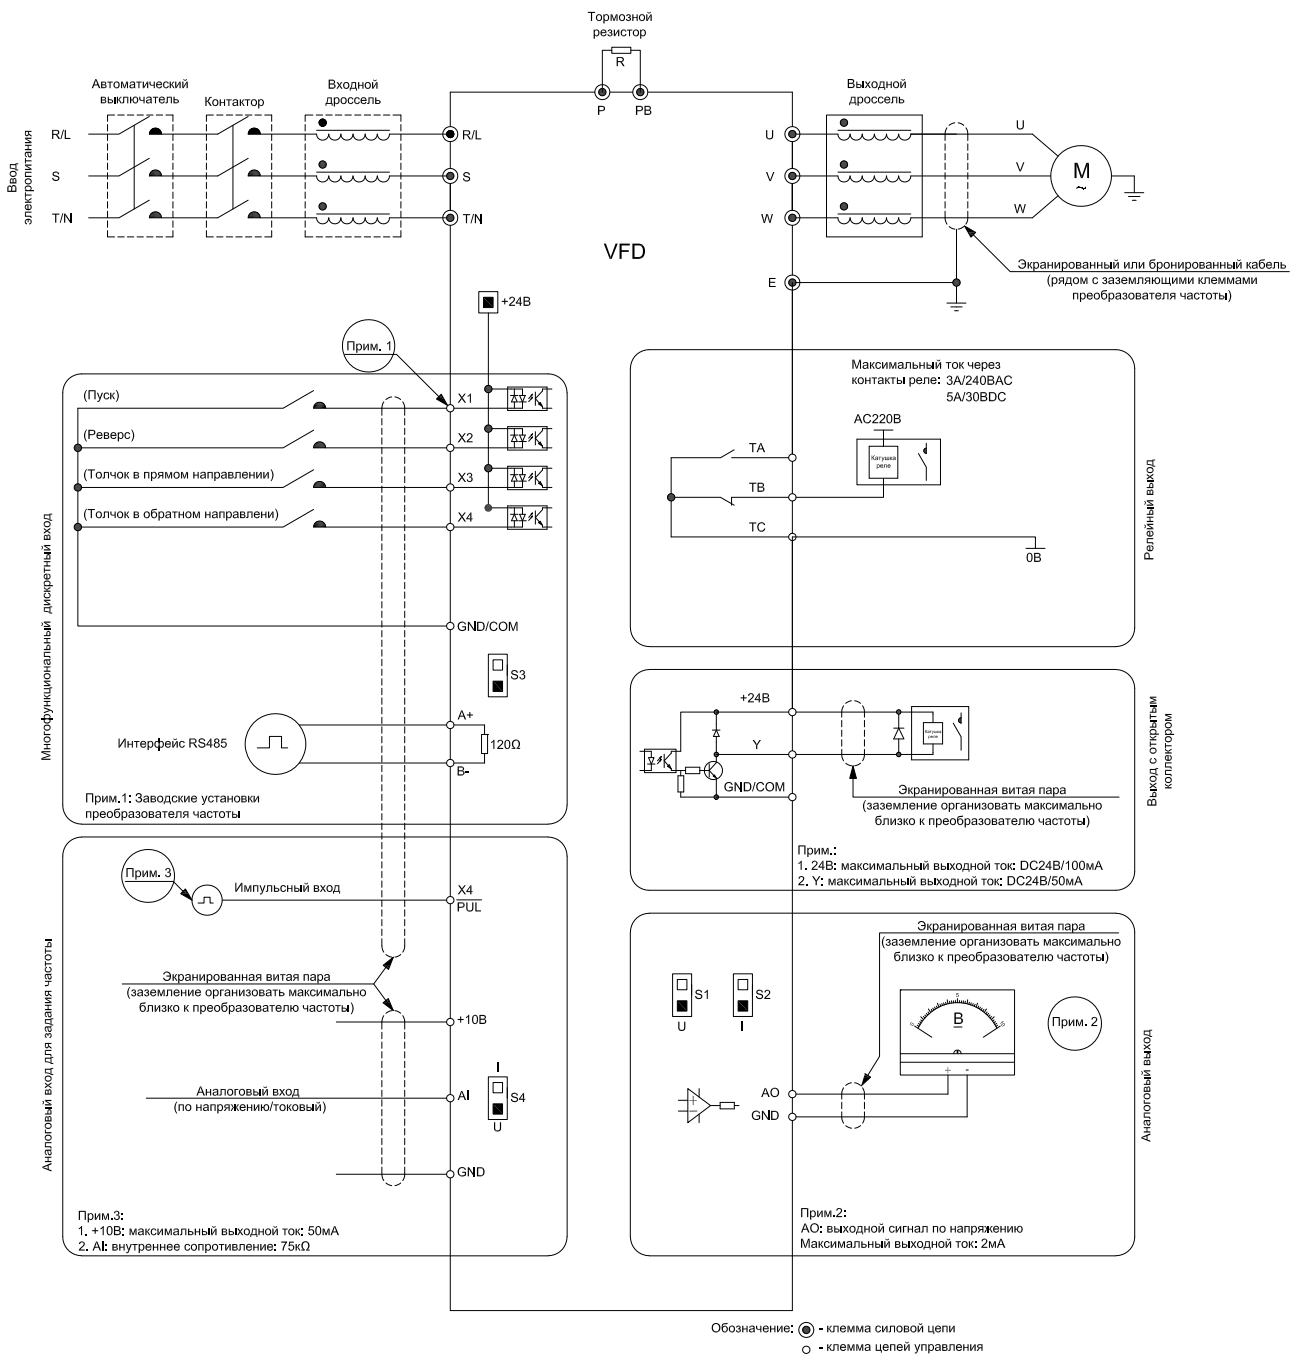 Тормозной
резистор
R
P
PB
Автоматический
выключатель
Контактор
Входной
дроссель
Выходной
дроссель
Ввод
электропитания
R/L
S
T/N
R/L
S
T/N
U
V
W
U
V
W
M
~
VFD
E
Экранированный или бронированный кабель
(рядом с заземляющими клеммами
преобразователя частоты)
+24В
Прим. 1
Многофункциональный дискретный вход
(Пуск)
X1
(Реверс)
X2
(Толчок в прямом направлении)
X3
(Толчок в обратном направлени)
X4
GND/COM
S3
A+
Интерфейс RS485
120Ω
B-
Прим.1: Заводские установки
преобразователя частоты
Максимальный ток через
контакты реле: 3А/240ВАС
5А/30BDC
AC220В
TA
Катушка
реле
TB
TC
0В
Релейный выход
+24В
Y
GND/COM
Катушка
реле
Экранированная витая пара
(заземление организовать максимально
близко к преобразователю частоты)
Прим.:
1. 24В: максимальный выходной ток: DC24В/100мА
2. Y: максимальный выходной ток: DC24В/50мА
Выход с открытым
коллектором
Аналоговый вход для задания частоты
Прим. 3
Импульсный вход
X4
PUL
Экранированная витая пара
(заземление организовать максимально
близко к преобразователю частоты)
+10В
Аналоговый вход
(по напряжению/токовый)
AI
I
S4
U
GND
Прим.3:
1. +10В: максимальный выходной ток: 50мА
2. AI: внутреннее сопротивление: 75кΩ
Экранированная витая пара
(заземление организовать максимально
близко к преобразователю частоты)
S1
U
S2
I
0
5
10
В
+
-
Прим. 2
AO
GND
Прим.2:
АО: выходной сигнал по напряжению
Максимальный выходной ток: 2мА
Аналоговый выход
Обозначение: - клемма силовой цепи
- клемма цепей управления